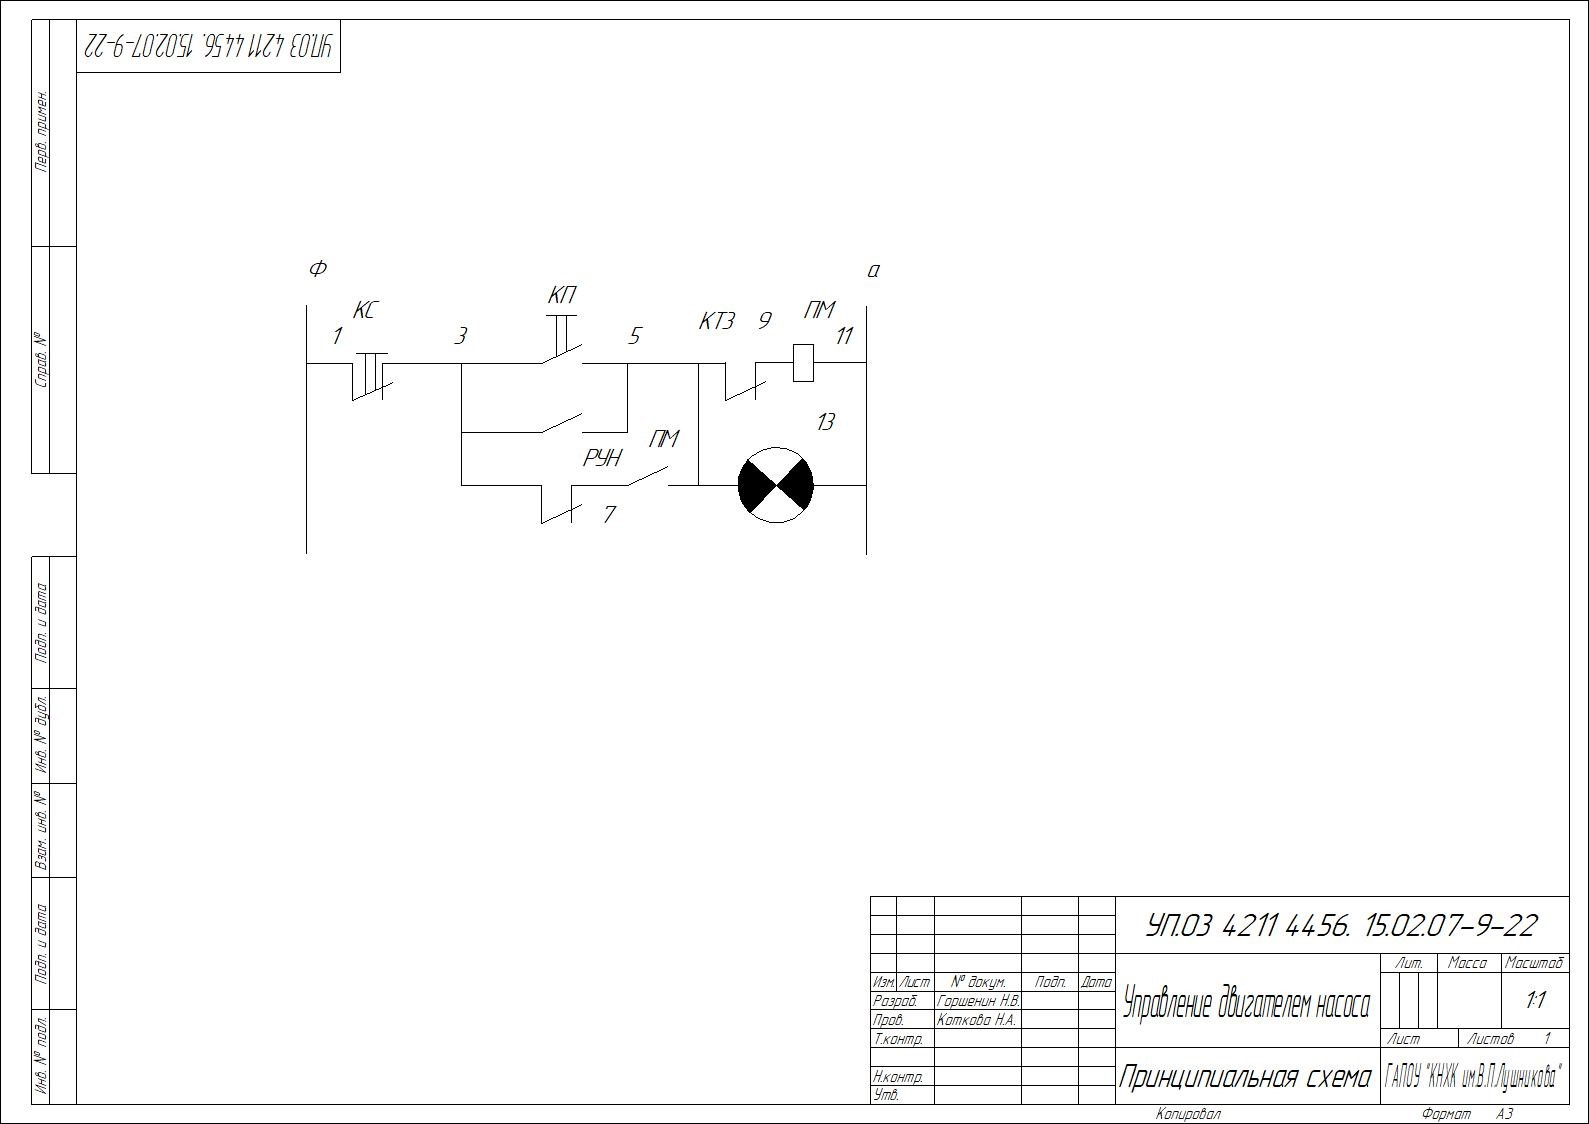 УП.03 4211 4456. 15.02.07-9-22
Перв. примен.
Справ. №
Подп. и дата
Инв. № дубл.
Взам. инв. №
Подп. и дата
Инв. № подл.
Ф
а
КС
КП
ПМ
1
3
5
КТ3
9
11
13
ПМ
РУН
7
УП.03 4211 4456. 15.02.07-9-22
Лит.
Масса
Масштаб
Изм.
Лист
№ докум.
Подп.
Дата
Разраб.
Горшенин Н.В.
Пров.
Каткова Н.А.
Т.контр.
Н.контр.
Утв.
Управление двигателем насоса
1:1
Лист
Листов 1
Принципиальная схема
ГАПОУ "КНХК им.В.П.Лушникова"
Копировал
Формат А3